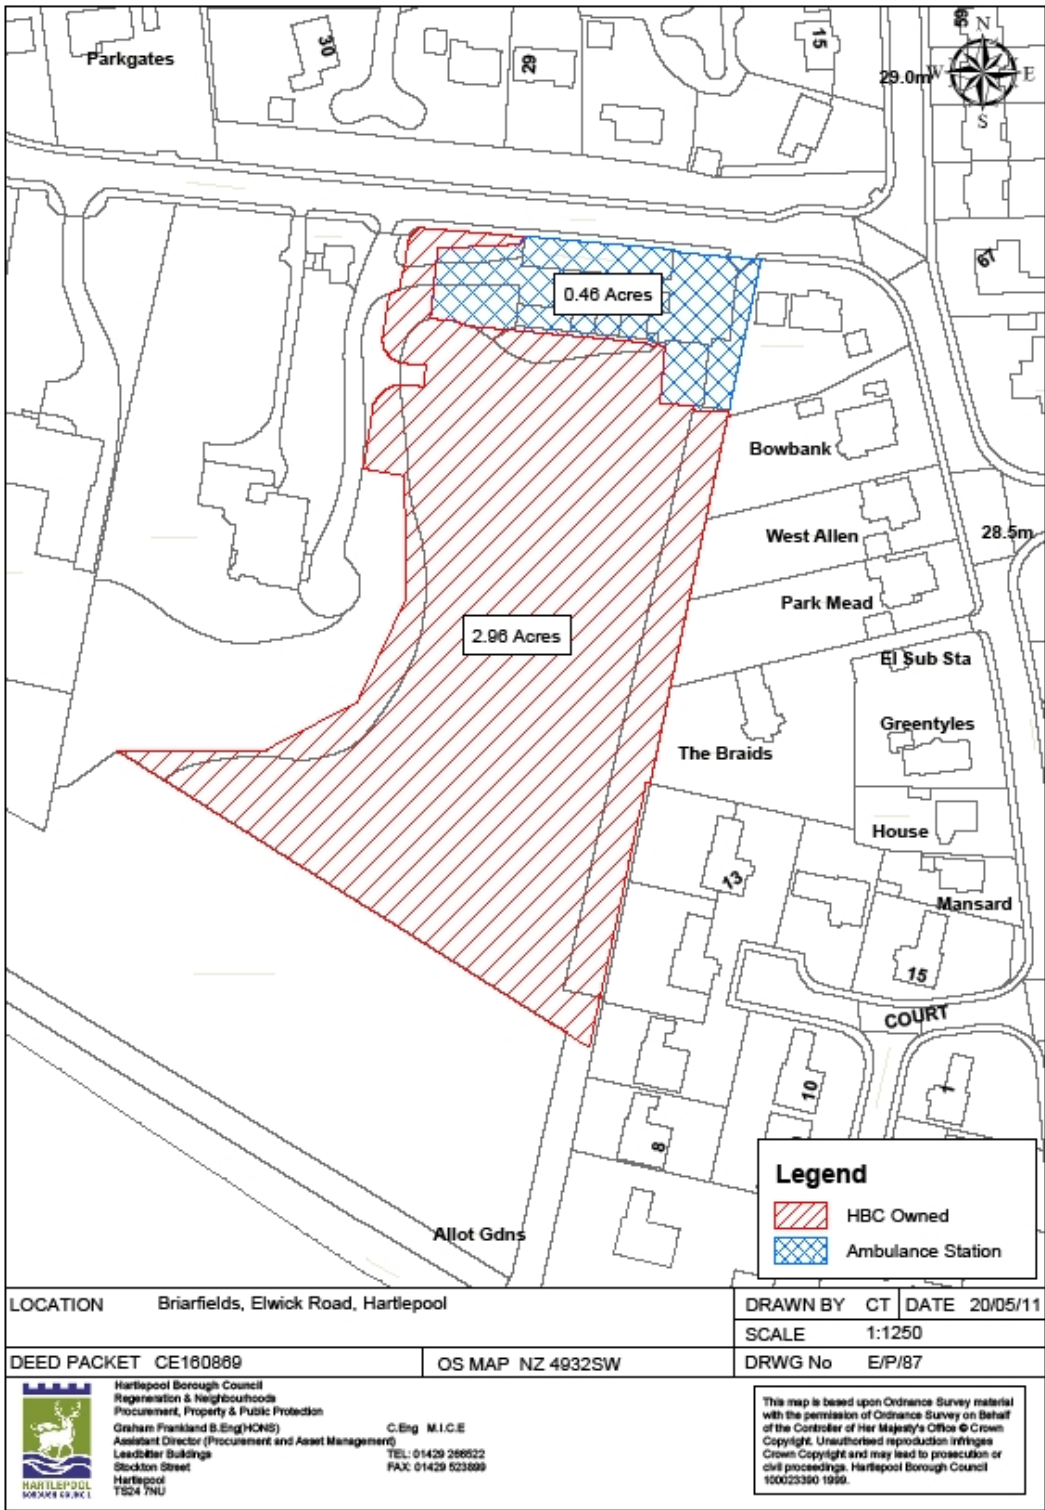 Parkgates
30
29
15
59
29.0m
N
W
E
S
67
0.46 Acres
Bowbank
West Allen
28.5m
Park Mead
2.96 Acres
El Sub Sta
Greentyles
The Braids
House
13
Mansard
15
COURT
10
1
8
Allot Gdns
Legend
HBC Owned
Ambulance Station
LOCATION Briarfields, Elwick Road, Hartlepool
DRAWN BY CT DATE 20/05/11
SCALE 1:1250
DEED PACKET CE160869 OS MAP NZ 4932SW DRWG No E/P/87
HARTLEPOOL
BOROUGH COUNCIL
Hartlepool Borough Council
Regeneration & Neighbourhoods
Procurement, Property & Public Protection
Graham Frankland B.Eng(HONS) C.Eng M.I.C.E
Assistant Director (Procurement and Asset Management)
Leadbitter Buildings TEL: 01429 266522
Stockton Street FAX: 01429 523899
Hartlepool
TS24 7NU
This map is based upon Ordnance Survey material
with the permission of Ordnance Survey on Behalf
of the Controller of Her Majesty's Office © Crown
Copyright. Unauthorised reproduction infringes
Crown Copyright and may lead to prosecution or
civil proceedings. Hartlepool Borough Council
100023390 1999.